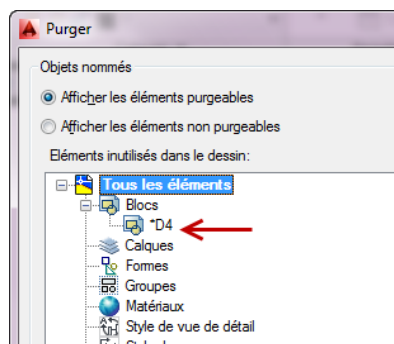 Purger
Objets nommés
Afficher les éléments purgeables
Afficher les éléments non purgeables
Eléments inutilisés dans le dessin:
Tous les éléments
Blocs
*D4
Calques
Formes
Groupes
Matériaux
Style de vue de détail